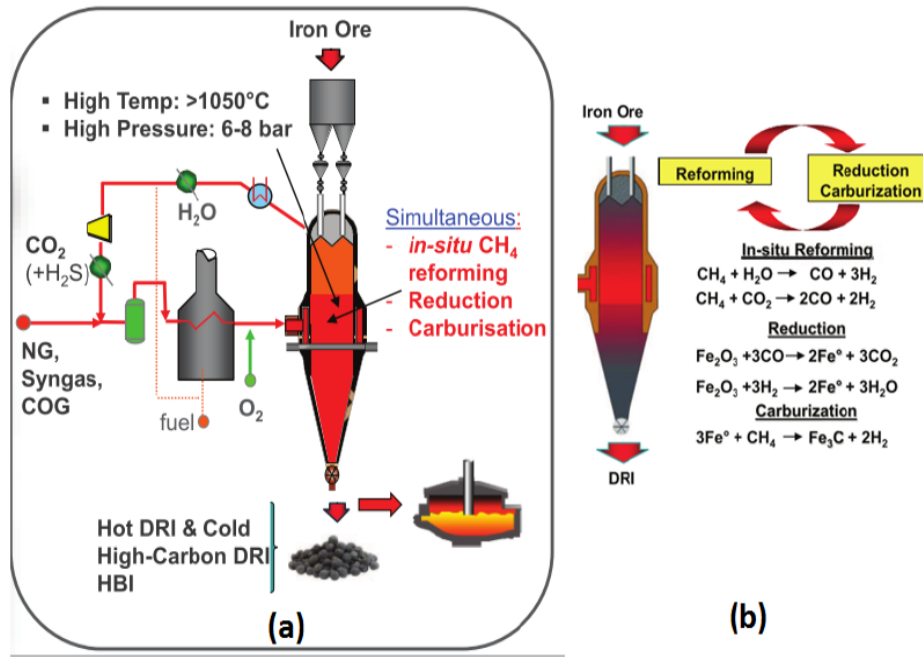 Iron Ore
▪ High Temp: >1050°C
▪ High Pressure: 6-8 bar
H₂O
CO₂
(+H₂S)
NG,
Syngas,
COG
fuel
O₂
Simultaneous:
- in-situ CH₄
reforming
- Reduction
- Carburisation
Hot DRI & Cold
High-Carbon DRI
HBI
(a)
Iron Ore
Reforming
Reduction
Carburization
In-situ Reforming
CH₄ + H₂O → CO + 3H₂
CH₄ + CO₂ → 2CO + 2H₂
Reduction
Fe₂O₃ +3CO → 2Fe° + 3CO₂
Fe₂O₃ +3H₂ → 2Fe° + 3H₂O
Carburization
3Fe° + CH₄ → Fe₃C + 2H₂
DRI
(b)